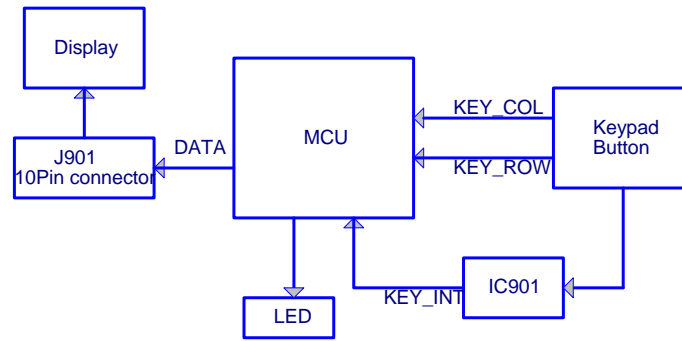 Display
J901
10Pin connector
DATA
MCU
KEY_COL
KEY_ROW
Keypad
Button
KEY_INT
IC901
LED